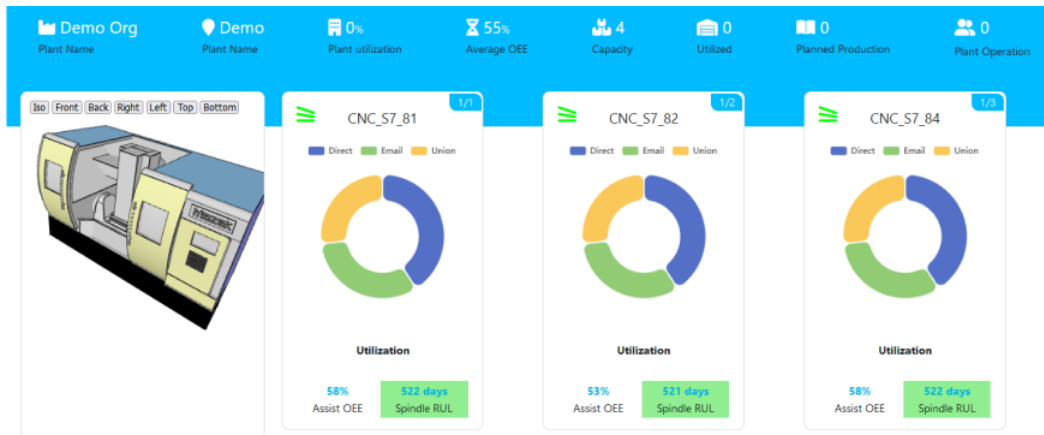 Demo Org
Plant Name
Demo
Plant Name
0%
Plant utilization
55%
Average OEE
4
Capacity
0
Utilized
0
Planned Production
0
Plant Operation
Iso Front Back Right Left Top Bottom
1/1
CNC_S7_81
Direct Email Union
Utilization
58%
Assist OEE
522 days
Spindle RUL
1/2
CNC_S7_82
Direct Email Union
Utilization
53%
Assist OEE
521 days
Spindle RUL
1/3
CNC_S7_84
Direct Email Union
Utilization
58%
Assist OEE
522 days
Spindle RUL